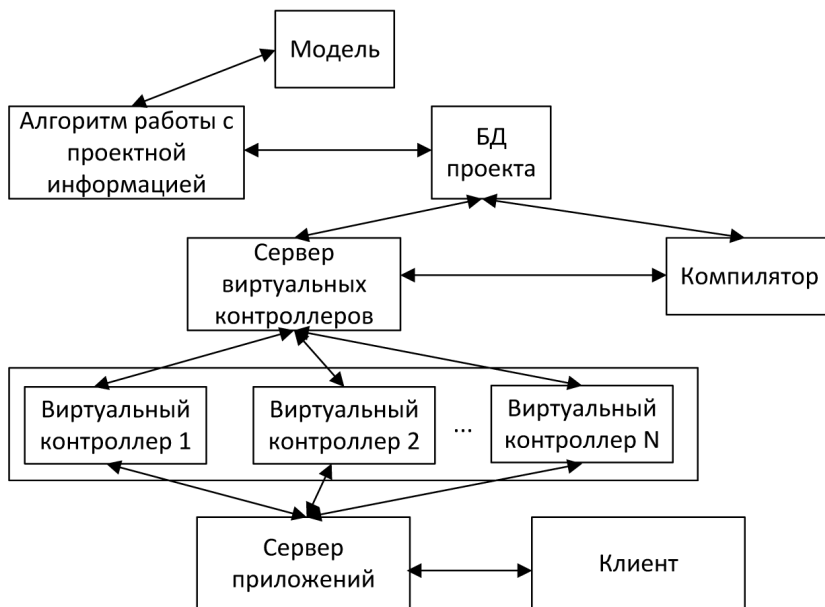 Модель
Алгоритм работы с
проектной
информацией
БД
проекта
Сервер
виртуальных
контроллеров
Компилятор
Виртуальный
контроллер 1
Виртуальный
контроллер 2
...
Виртуальный
контроллер N
Сервер
приложений
Клиент